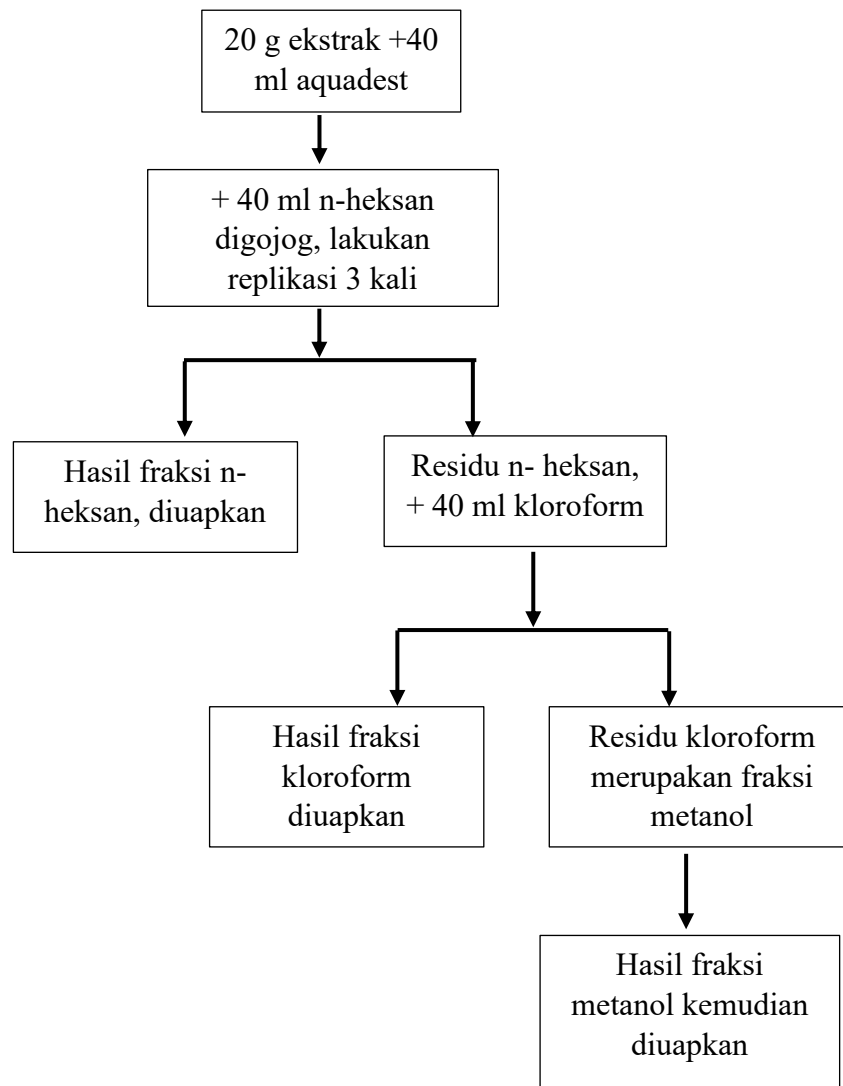 20 g ekstrak +40
ml aquadest
+ 40 ml n-heksan
digojog, lakukan
replikasi 3 kali
Hasil fraksi n-
heksan, diuapkan
Residu n- heksan,
+ 40 ml kloroform
Hasil fraksi
kloroform
diuapkan
Residu kloroform
merupakan fraksi
metanol
Hasil fraksi
metanol kemudian
diuapkan